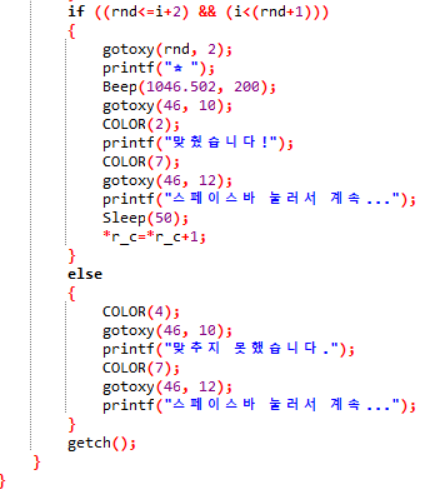 if ((rnd<=i+2) && (i<(rnd+1)))
{
gotoxy(rnd, 2);
printf("* ");
Beep(1046.502, 200);
gotoxy(46, 10);
COLOR(2);
printf("맞췄습니다!");
COLOR(7);
gotoxy(46, 12);
printf("스페이스바 눌러서 계속...");
Sleep(50);
*r_c=*r_c+1;
}
else
{
COLOR(4);
gotoxy(46, 10);
printf("맞추지 못했습니다.");
COLOR(7);
gotoxy(46, 12);
printf("스페이스바 눌러서 계속...");
}
getch();
}
}